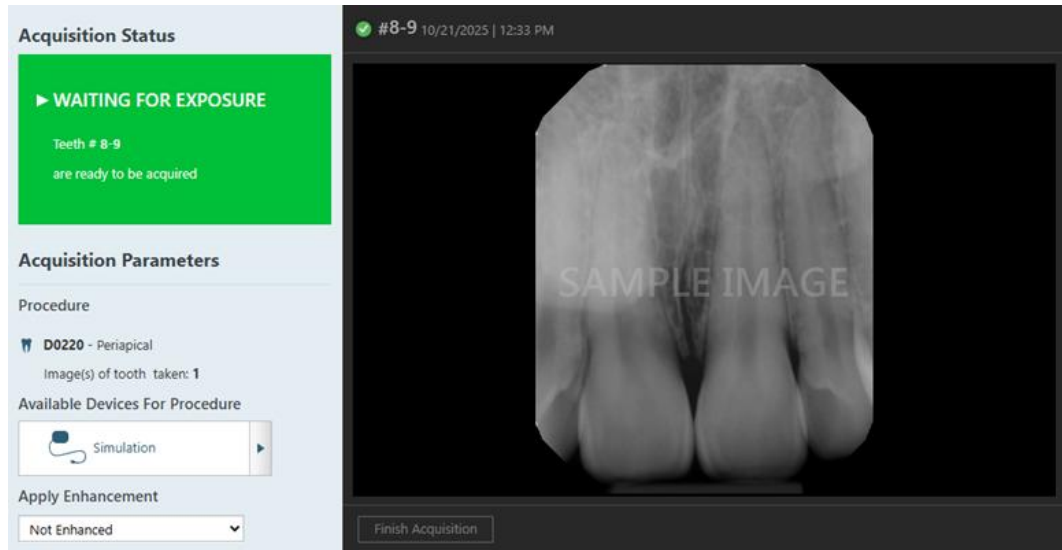 Acquisition Status
► WAITING FOR EXPOSURE
Teeth # 8-9
are ready to be acquired
Acquisition Parameters
Procedure
D0220 - Periapical
Image(s) of tooth taken: 1
Available Devices For Procedure
Simulation
Apply Enhancement
Not Enhanced
#8-9 10/21/2025 | 12:33 PM
SAMPLE IMAGE
Finish Acquisition